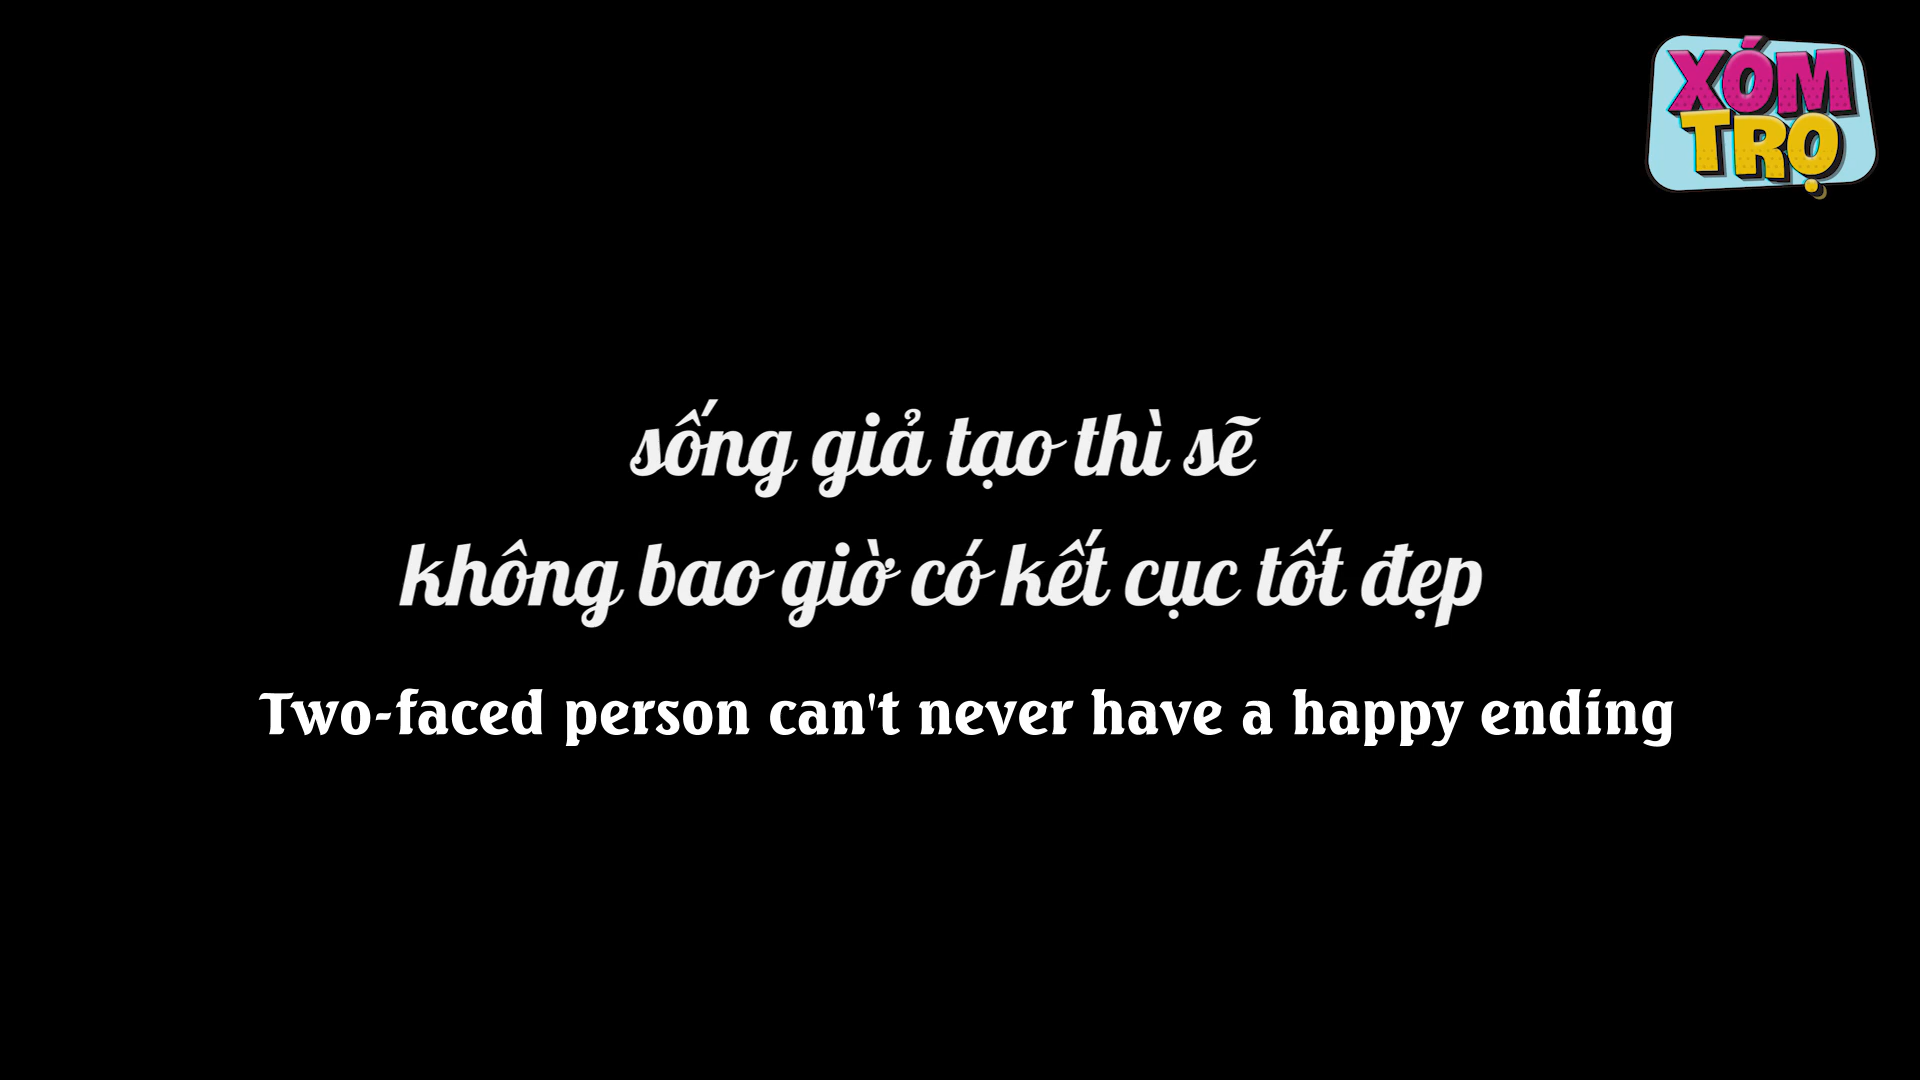 XÓM
TRỌ
sống giả tạo thì sẽ
không bao giờ có kết cục tốt đẹp
Two-faced person can't never have a happy ending